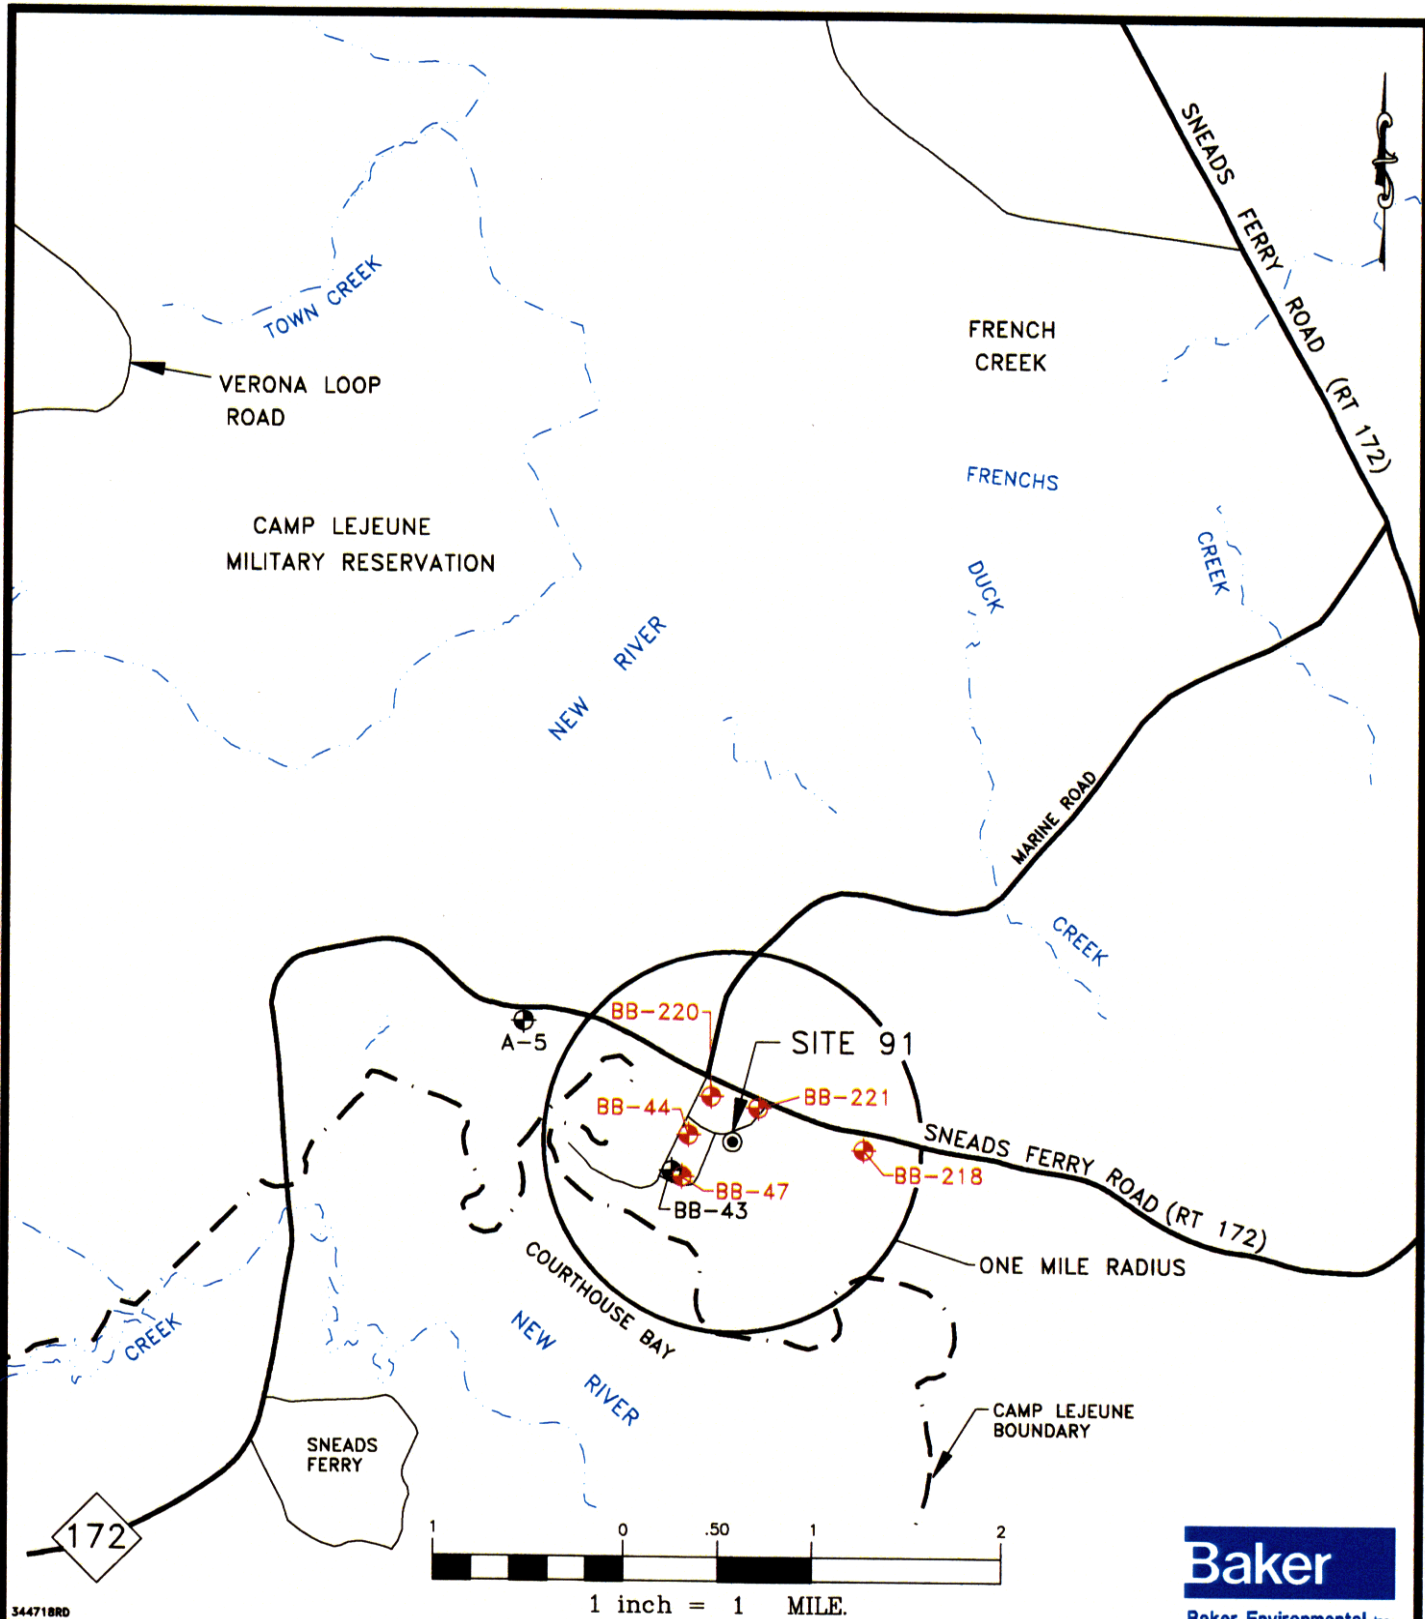 SNEADS FERRY ROAD (RT 172)
TOWN CREEK
VERONA LOOP
ROAD
FRENCH
CREEK
FRENCHS
CREEK
CAMP LEJEUNE
MILITARY RESERVATION
DUCK
CREEK
NEW RIVER
MARINE ROAD
BB-220
SITE 91
A-5
BB-44
BB-221
SNEADS FERRY ROAD (RT 172)
BB-218
BB-47
BB-43
COURTHOUSE BAY
ONE MILE RADIUS
NEW
RIVER
CREEK
CAMP LEJEUNE
BOUNDARY
SNEADS
FERRY
172
1 0 .50 1 2
1 inch = 1 MILE.
Baker
Baker Environmental
344718RD